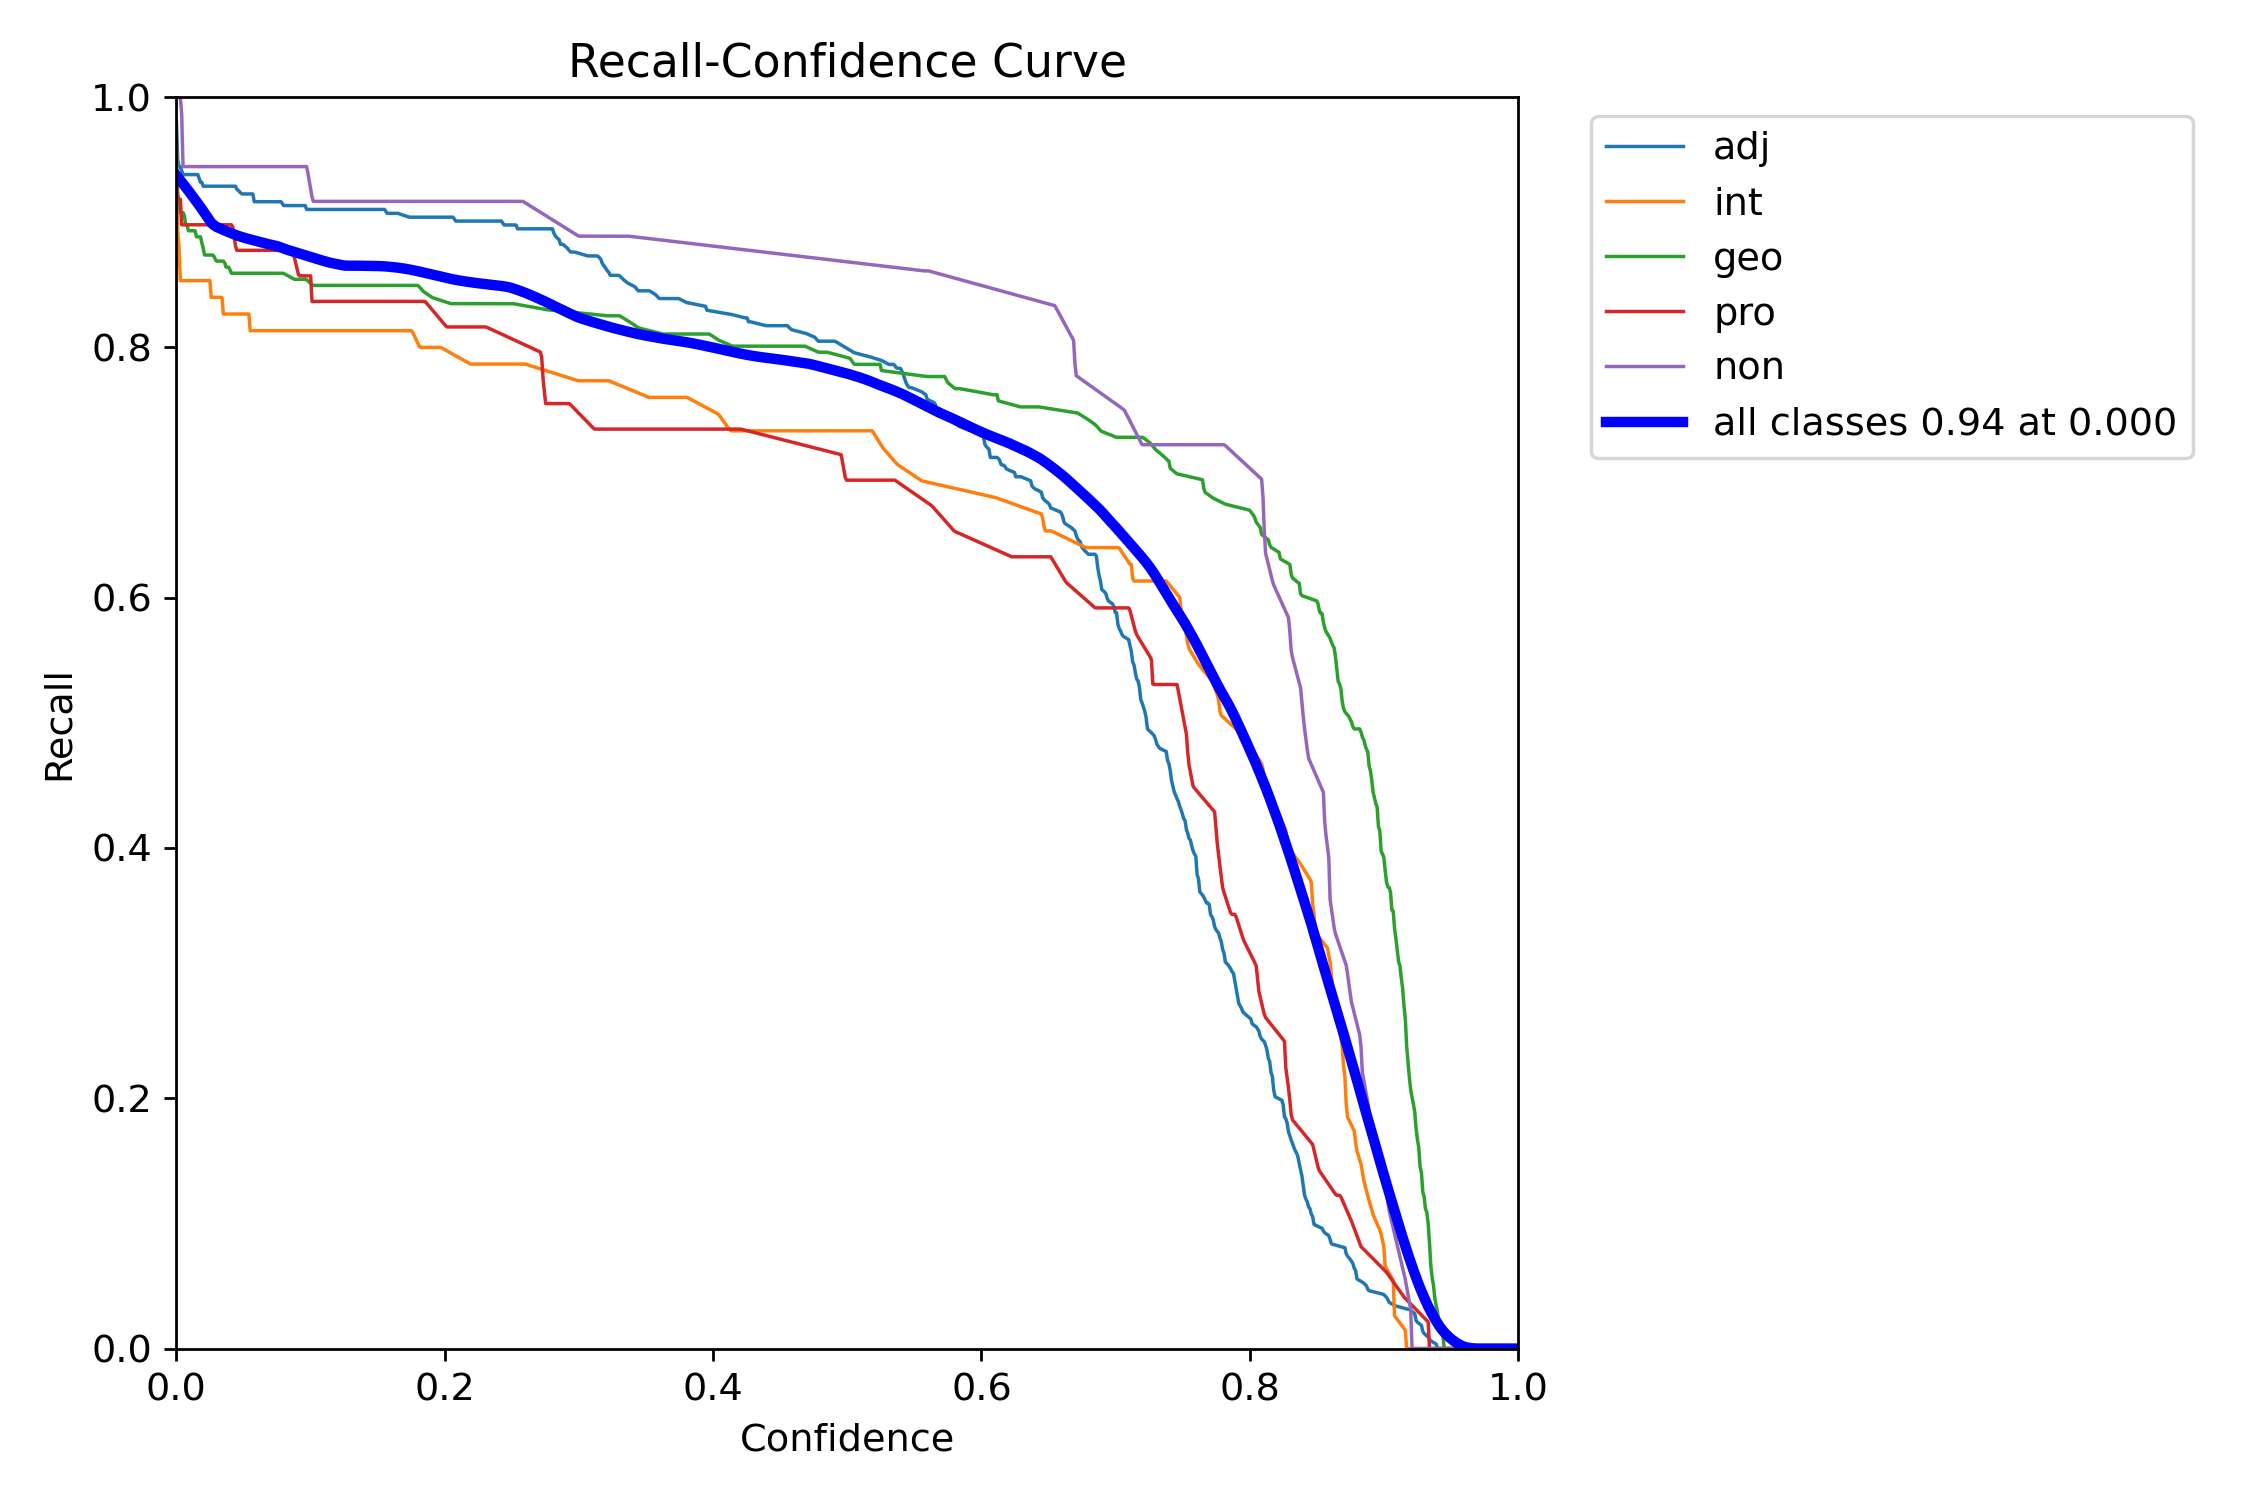 Recall-Confidence Curve
1.0
0.8
0.6
0.4
0.2
0.0
Recall
0.0 0.2 0.4 0.6 0.8 1.0
Confidence
adj
int
geo
pro
non
all classes 0.94 at 0.000